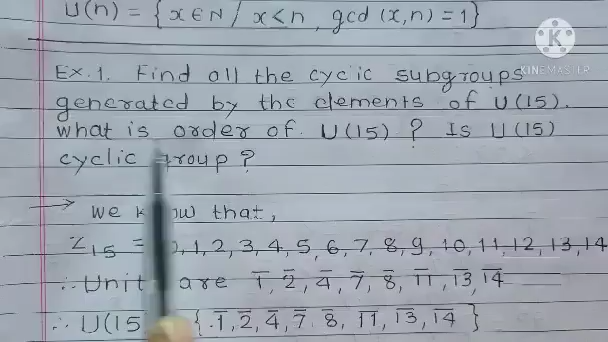 U(n) = { x ∈ N / x < n, gcd (x, n) = 1}
KINEMASTER
Ex. 1. Find all the cyclic subgroups
generated by the elements of U(15).
what is order of U(15) ? Is U(15)
cyclic group ?
→ we know that,
Z₁₅ = 0, 1, 2, 3, 4, 5, 6, 7, 8, 9, 10, 11, 12, 13, 14
∴ Unit are 1̅, 2̅, 4̅, 7̅, 8̅, 1̅1̅, 1̅3̅ 1̅4̅
∴ U(15 { 1̅, 2̅, 4̅, 7̅. 8̅, 1̅1̅, 1̅3̅, 1̅4̅ }